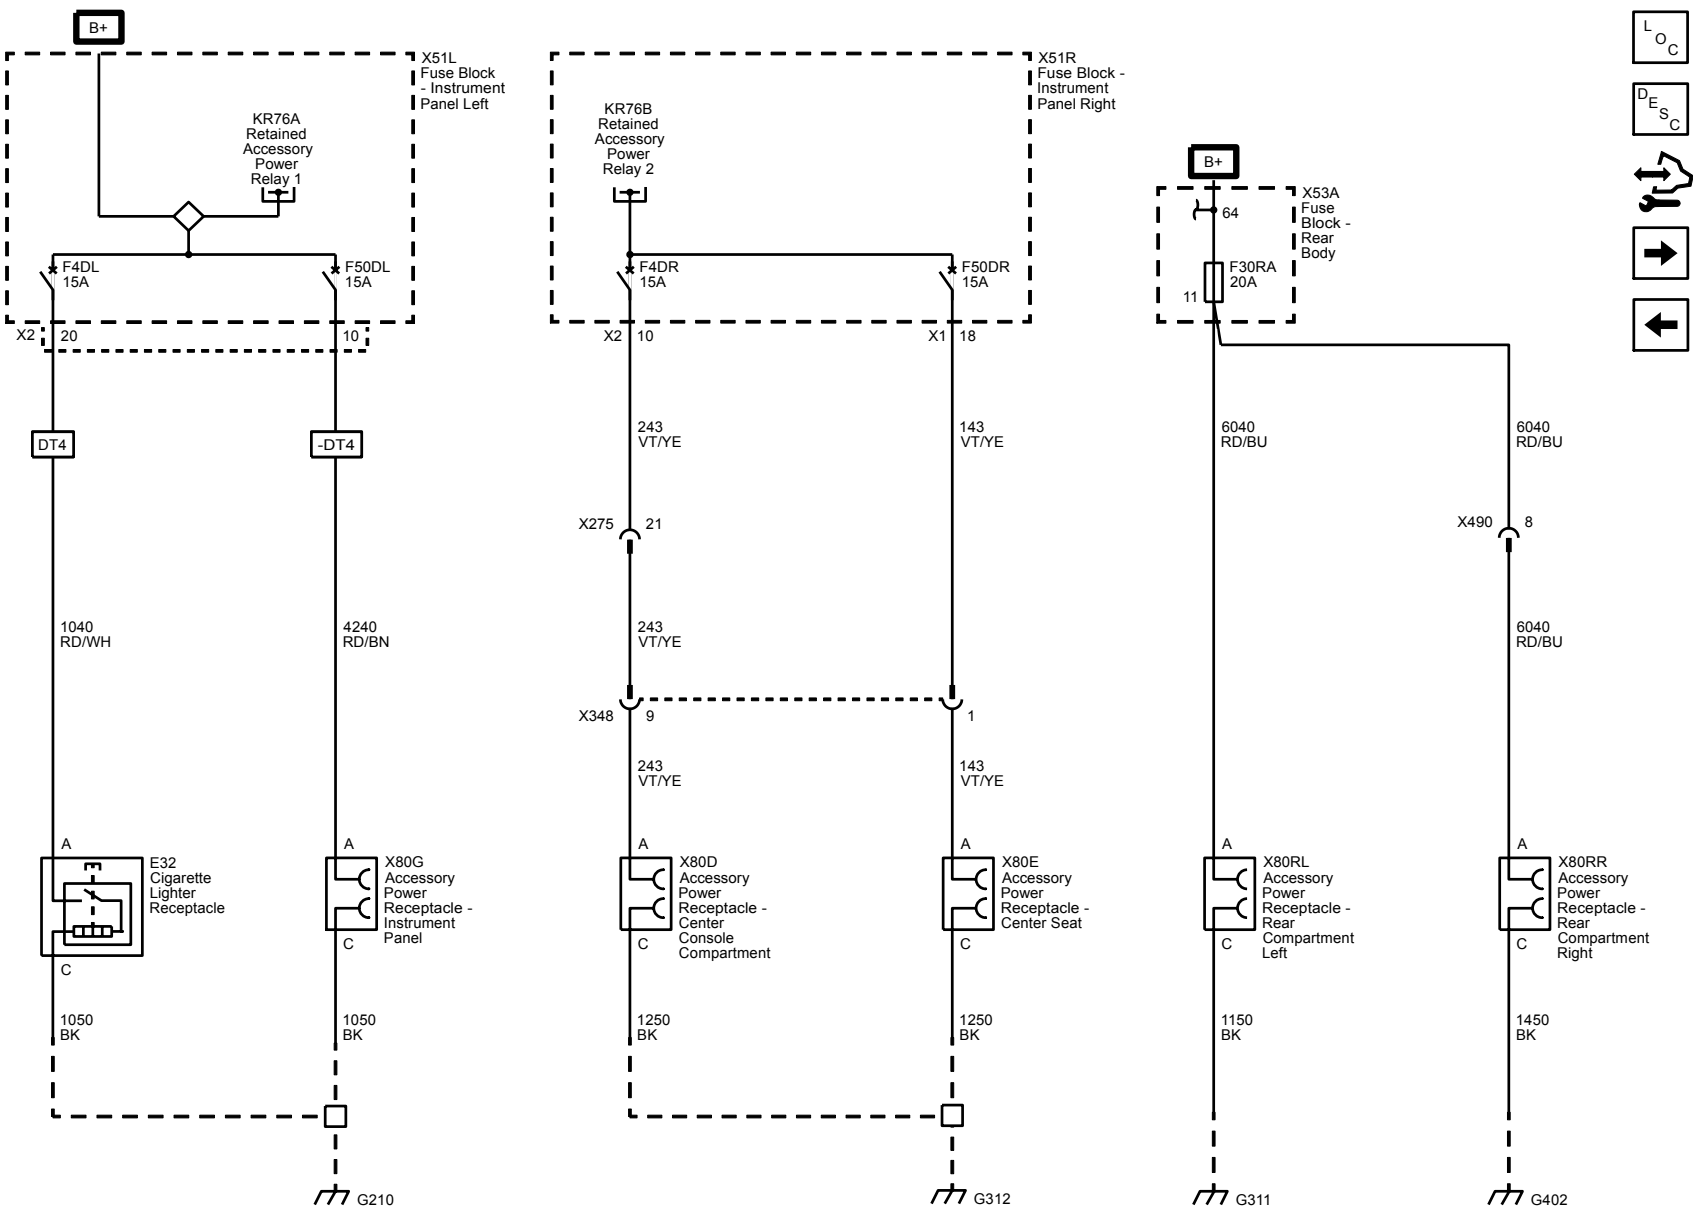 B+
X51L
Fuse Block
- Instrument
Panel Left
KR76A
Retained
Accessory
Power
Relay 1
F4DL
15A
F50DL
15A
X2
20
10
DT4
-DT4
1040
RD/WH
4240
RD/BN
A
E32
Cigarette
Lighter
Receptacle
C
A
X80G
Accessory
Power
Receptacle -
Instrument
Panel
C
1050
BK
1050
BK
G210
X51R
Fuse Block -
Instrument
Panel Right
KR76B
Retained
Accessory
Power
Relay 2
F4DR
15A
F50DR
15A
X2
10
X1
18
243
VT/YE
143
VT/YE
X275
21
243
VT/YE
X348
9
1
243
VT/YE
143
VT/YE
A
X80D
Accessory
Power
Receptacle -
Center
Console
Compartment
C
A
X80E
Accessory
Power
Receptacle -
Center Seat
C
1250
BK
1250
BK
G312
B+
X53A
Fuse
Block -
Rear
Body
64
F30RA
20A
11
6040
RD/BU
6040
RD/BU
X490
8
6040
RD/BU
A
X80RL
Accessory
Power
Receptacle -
Rear
Compartment
Left
C
A
X80RR
Accessory
Power
Receptacle -
Rear
Compartment
Right
C
1150
BK
1450
BK
G311
G402
LOC
DESC